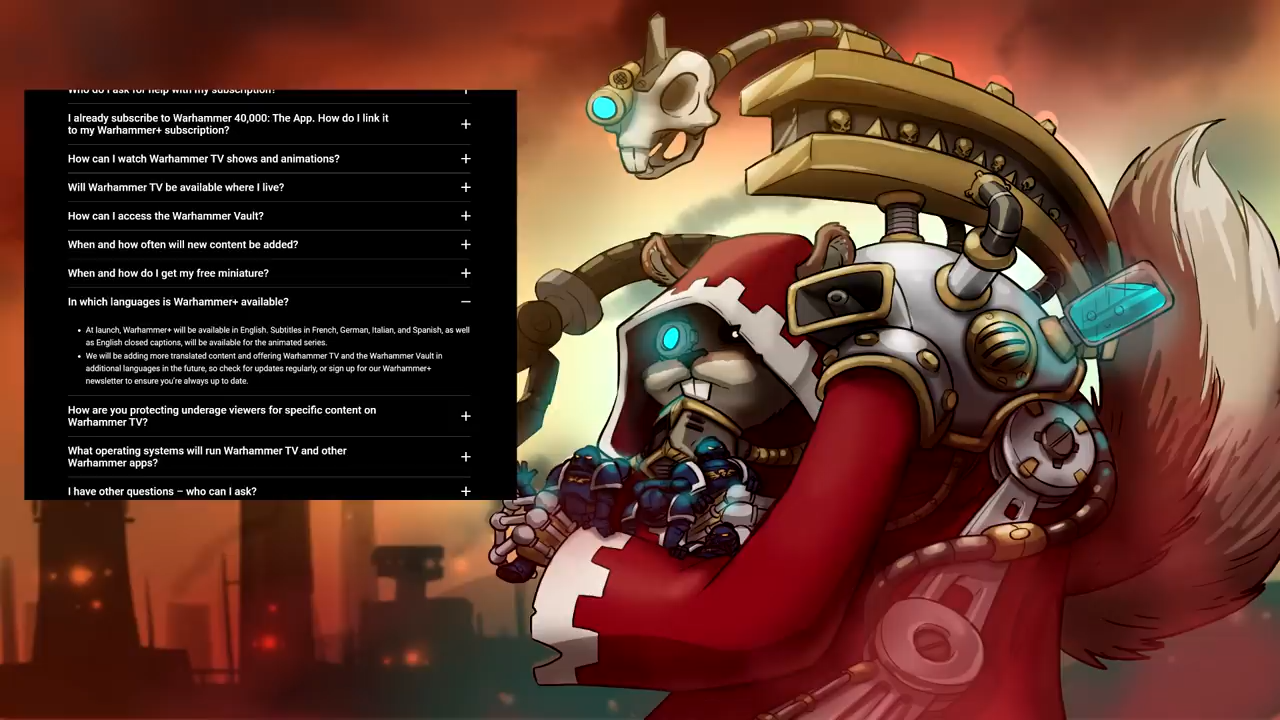 Who do I ask for help with my subscription?
I already subscribe to Warhammer 40,000: The App. How do I link it
to my Warhammer+ subscription?
How can I watch Warhammer TV shows and animations?
Will Warhammer TV be available where I live?
How can I access the Warhammer Vault?
When and how often will new content be added?
When and how do I get my free miniature?
In which languages is Warhammer+ available?
• At launch, Warhammer+ will be available in English. Subtitles in French, German, Italian, and Spanish, as well
as English closed captions, will be available for the animated series.
• We will be adding more translated content and offering Warhammer TV and the Warhammer Vault in
additional languages in the future, so check for updates regularly, or sign up for our Warhammer+
newsletter to ensure you're always up to date.
How are you protecting underage viewers for specific content on
Warhammer TV?
What operating systems will run Warhammer TV and other
Warhammer apps?
I have other questions – who can I ask?